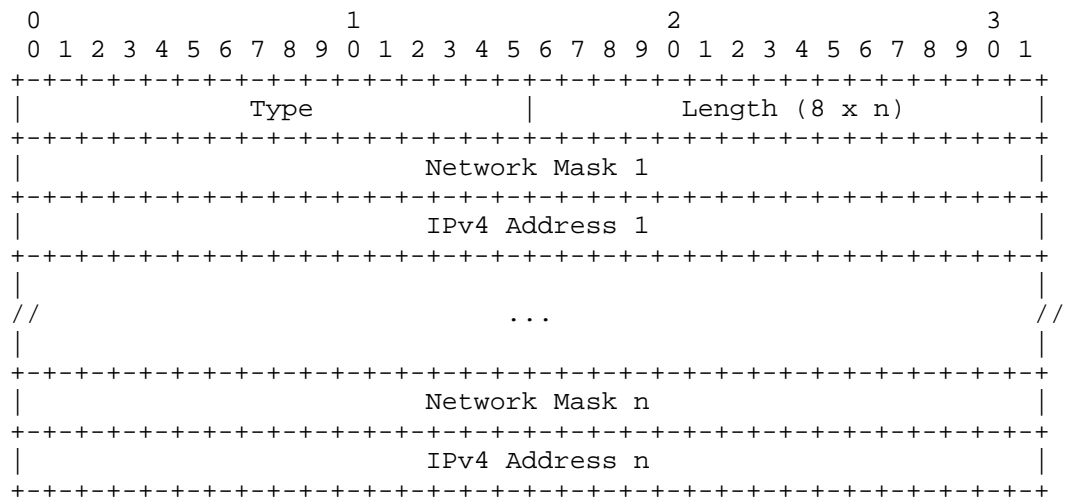 0                   1                   2                   3
 0 1 2 3 4 5 6 7 8 9 0 1 2 3 4 5 6 7 8 9 0 1 2 3 4 5 6 7 8 9 0 1
+-+-+-+-+-+-+-+-+-+-+-+-+-+-+-+-+-+-+-+-+-+-+-+-+-+-+-+-+-+-+-+-+
|              Type             |         Length (8 x n)        |
+-+-+-+-+-+-+-+-+-+-+-+-+-+-+-+-+-+-+-+-+-+-+-+-+-+-+-+-+-+-+-+-+
|                         Network Mask 1                        |
+-+-+-+-+-+-+-+-+-+-+-+-+-+-+-+-+-+-+-+-+-+-+-+-+-+-+-+-+-+-+-+-+
|                         IPv4 Address 1                        |
+-+-+-+-+-+-+-+-+-+-+-+-+-+-+-+-+-+-+-+-+-+-+-+-+-+-+-+-+-+-+-+-+
|                                                               |
//                              ...                              //
|                                                               |
+-+-+-+-+-+-+-+-+-+-+-+-+-+-+-+-+-+-+-+-+-+-+-+-+-+-+-+-+-+-+-+-+
|                         Network Mask n                        |
+-+-+-+-+-+-+-+-+-+-+-+-+-+-+-+-+-+-+-+-+-+-+-+-+-+-+-+-+-+-+-+-+
|                         IPv4 Address n                        |
+-+-+-+-+-+-+-+-+-+-+-+-+-+-+-+-+-+-+-+-+-+-+-+-+-+-+-+-+-+-+-+-+